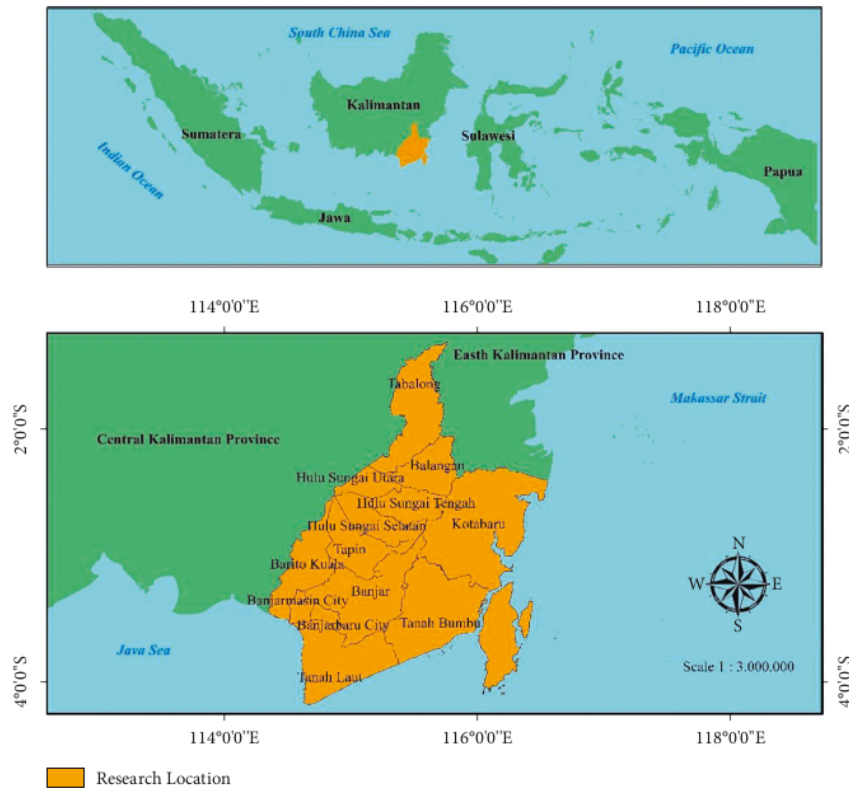 South China Sea
Pacific Ocean
Kalimantan
Sumatera
Sulawesi
Indian Ocean
Papua
Jawa
114°0'0"E
116°0'0"E
118°0'0"E
Easth Kalimantan Province
Tabalong
Makassar Struit
2°0'0"S
2°0'0"S
Central Kalimantan Province
Balangan
Hulu Sungai Utara
Hulu Sungai Tengah
Hulu Sungai Selatan
Kotabaru
Tapin
Barito Kuala
Banjar
Banjarmasin City
Banjarbaru City
Tanah Bumbu
N
W
E
S
Java Sea
Scale 1 : 3.000.000
Tanah Laut
4°0'0"S
4°0'0"S
114°0'0"E
116°0'0"E
118°0'0"E
Research Location